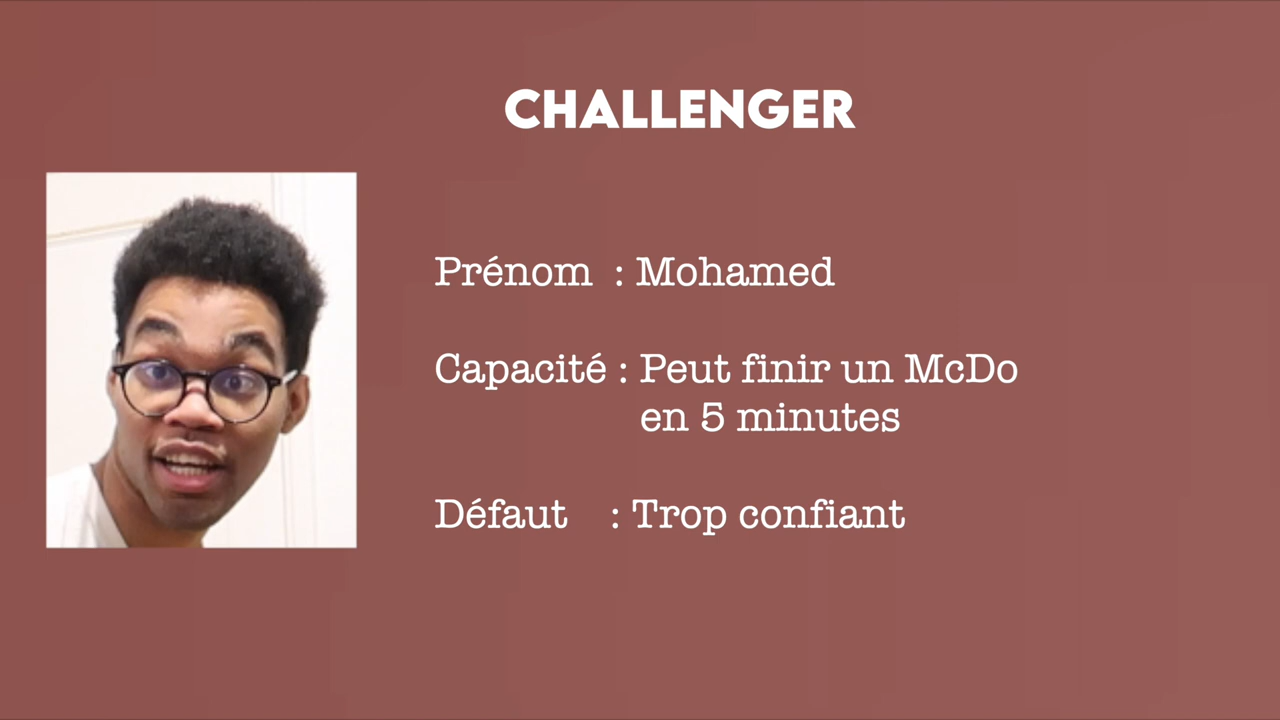 CHALLENGER
Prénom : Mohamed
Capacité : Peut finir un McDo
en 5 minutes
Défaut : Trop confiant